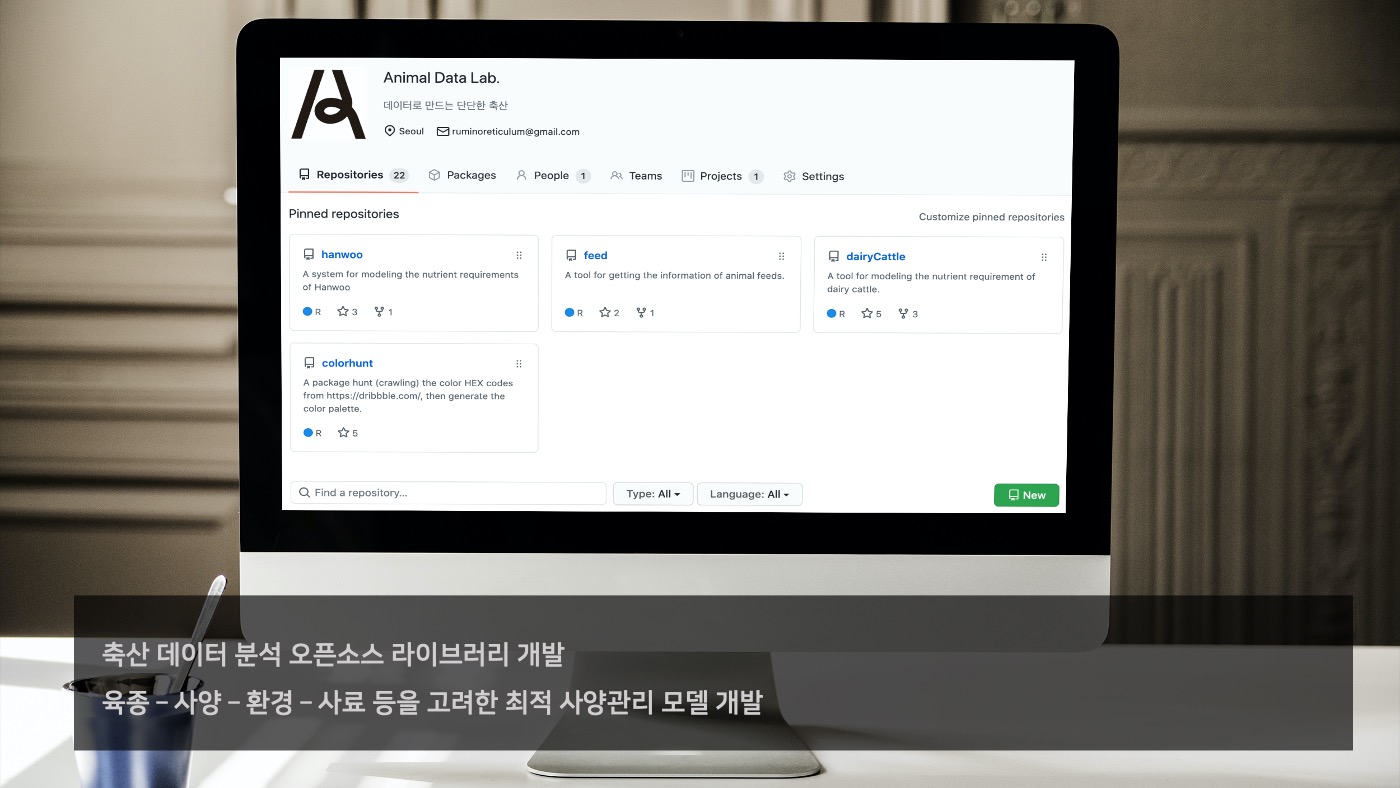 Animal Data Lab.
데이터로 만드는 단단한 축산
Seoul ruminoreticulum@gmail.com
Repositories 22 Packages People 1 Teams Projects 1 Settings
Pinned repositories Customize pinned repositories
hanwoo
A system for modeling the nutrient requirements
of Hanwoo
R 3 1
feed
A tool for getting the information of animal feeds.
R 2 1
dairyCattle
A tool for modeling the nutrient requirement of
dairy cattle.
R 5 3
colorhunt
A package hunt (crawling) the color HEX codes
from https://dribbble.com/, then generate the
color palette.
R 5
Find a repository... Type: All Language: All New
축산 데이터 분석 오픈소스 라이브러리 개발
육종 – 사양 – 환경 – 사료 등을 고려한 최적 사양관리 모델 개발